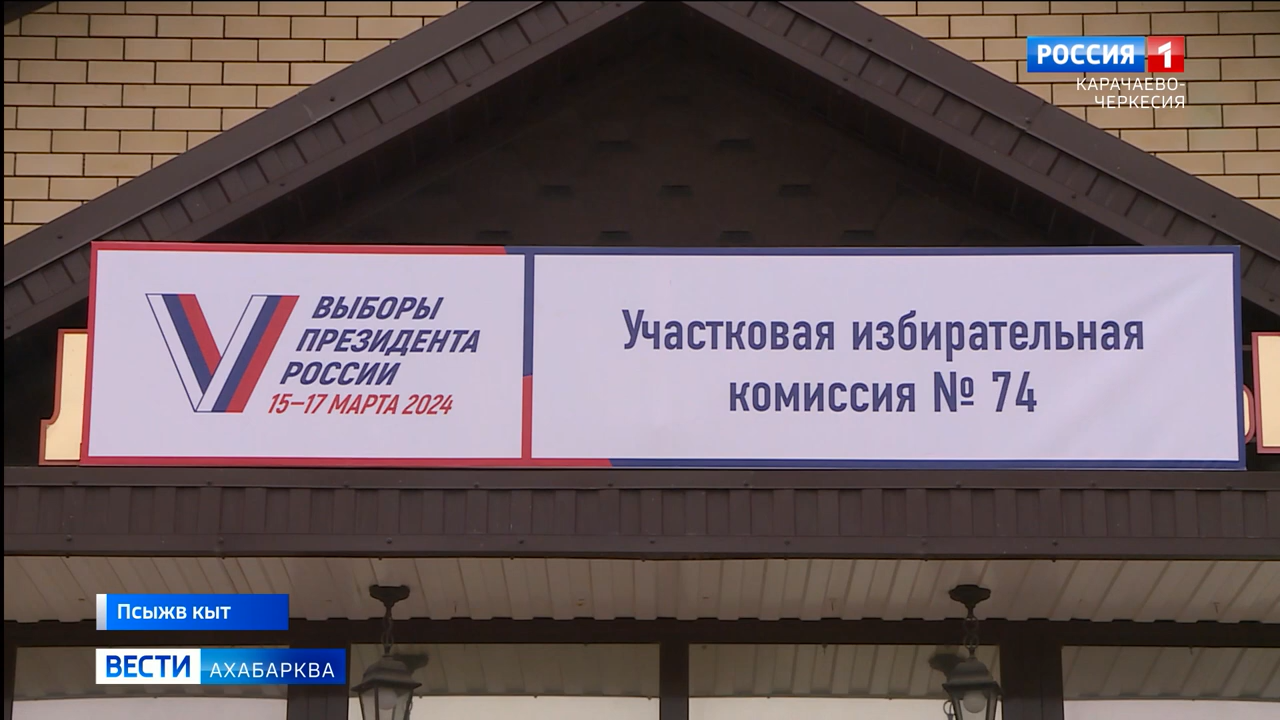 РОССИЯ 1
КАРАЧАЕВО-
ЧЕРКЕСИЯ
ВЫБОРЫ
ПРЕЗИДЕНТА
РОССИИ
15–17 МАРТА 2024
Участковая избирательная
комиссия № 74
Псыжв кыт
ВЕСТИ АХАБАРКВА